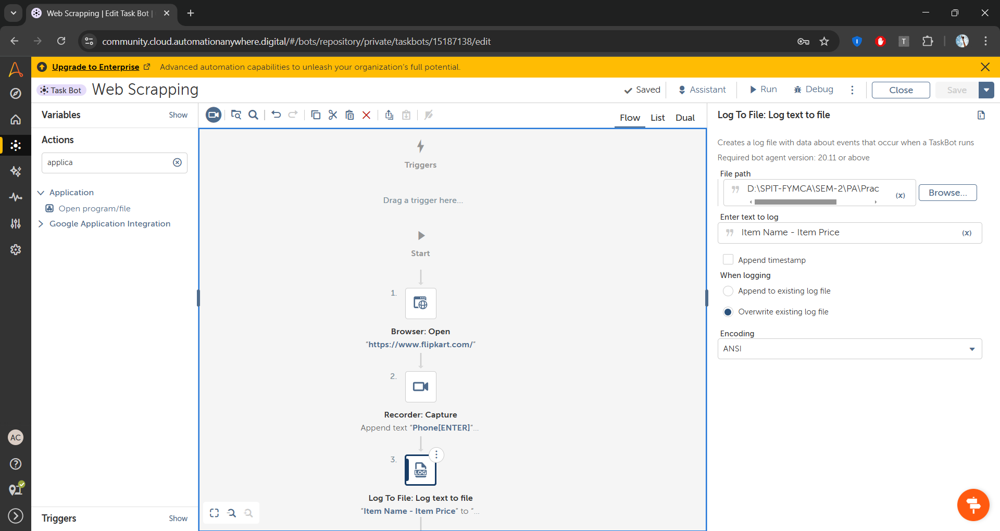 Web Scrapping | Edit Task Bot |
community.cloud.automationanywhere.digital/#/bots/repository/private/taskbots/15187138/edit
T
Upgrade to Enterprise Advanced automation capabilities to unleash your organization's full potential.
Task Bot Web Scrapping
Saved Assistant Run Debug Close Save
Variables Show
Flow List Dual
Actions
applica
Application
Open program/file
Google Application Integration
Triggers
Drag a trigger here...
Start
1.
Browser: Open
“https://www.flipkart.com/”
2.
Recorder: Capture
Append text “Phone[ENTER]”...
3.
LOG
Log To File: Log text to file
“Item Name - Item Price” to “...
Log To File: Log text to file
Creates a log file with data about events that occur when a TaskBot runs
Required bot agent version: 20.11 or above
File path
D:\SPIT-FYMCA\SEM-2\PA\Prac (x) Browse...
Enter text to log
Item Name - Item Price (x)
Append timestamp
When logging
Append to existing log file
Overwrite existing log file
Encoding
ANSI
AC
Triggers Show